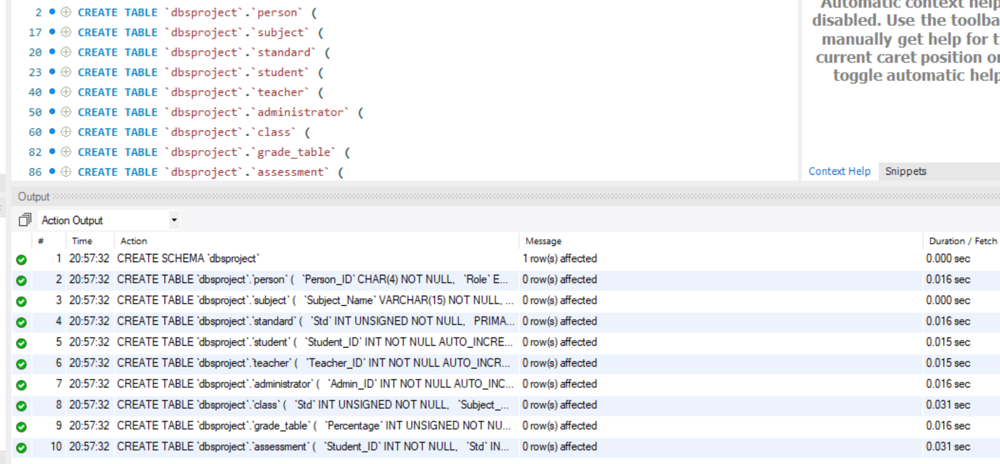 2 CREATE TABLE `dbsproject`.`person` (
17 CREATE TABLE `dbsproject`.`subject` (
20 CREATE TABLE `dbsproject`.`standard` (
23 CREATE TABLE `dbsproject`.`student` (
40 CREATE TABLE `dbsproject`.`teacher` (
50 CREATE TABLE `dbsproject`.`administrator` (
60 CREATE TABLE `dbsproject`.`class` (
82 CREATE TABLE `dbsproject`.`grade_table` (
86 CREATE TABLE `dbsproject`.`assessment` (
Automatic context help
disabled. Use the toolba
manually get help for t
current caret position or
toggle automatic help
Context Help Snippets
Output
Action Output
# Time Action Message Duration / Fetch
1 20:57:32 CREATE SCHEMA `dbsproject` 1 row(s) affected 0.000 sec
2 20:57:32 CREATE TABLE `dbsproject`.`person` ( `Person_ID` CHAR(4) NOT NULL, `Role` E... 0 row(s) affected 0.016 sec
3 20:57:32 CREATE TABLE `dbsproject`.`subject` ( `Subject_Name` VARCHAR(15) NOT NULL, ... 0 row(s) affected 0.000 sec
4 20:57:32 CREATE TABLE `dbsproject`.`standard` ( `Std` INT UNSIGNED NOT NULL, PRIMA... 0 row(s) affected 0.016 sec
5 20:57:32 CREATE TABLE `dbsproject`.`student` ( `Student_ID` INT NOT NULL AUTO_INCRE... 0 row(s) affected 0.015 sec
6 20:57:32 CREATE TABLE `dbsproject`.`teacher` ( `Teacher_ID` INT NOT NULL AUTO_INCR... 0 row(s) affected 0.015 sec
7 20:57:32 CREATE TABLE `dbsproject`.`administrator` ( `Admin_ID` INT NOT NULL AUTO_INC... 0 row(s) affected 0.016 sec
8 20:57:32 CREATE TABLE `dbsproject`.`class` ( `Std` INT UNSIGNED NOT NULL, `Subject_... 0 row(s) affected 0.031 sec
9 20:57:32 CREATE TABLE `dbsproject`.`grade_table` ( `Percentage` INT UNSIGNED NOT NU... 0 row(s) affected 0.016 sec
10 20:57:32 CREATE TABLE `dbsproject`.`assessment` ( `Student_ID` INT NOT NULL, `Std` IN... 0 row(s) affected 0.031 sec